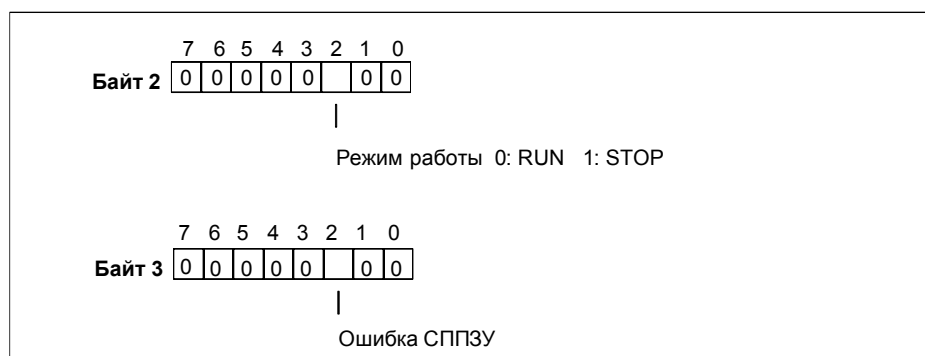 7 6 5 4 3 2 1 0
Байт 2 0 0 0 0 0 0 0
Режим работы 0: RUN 1: STOP
7 6 5 4 3 2 1 0
Байт 3 0 0 0 0 0 0 0
Ошибка СППЗУ